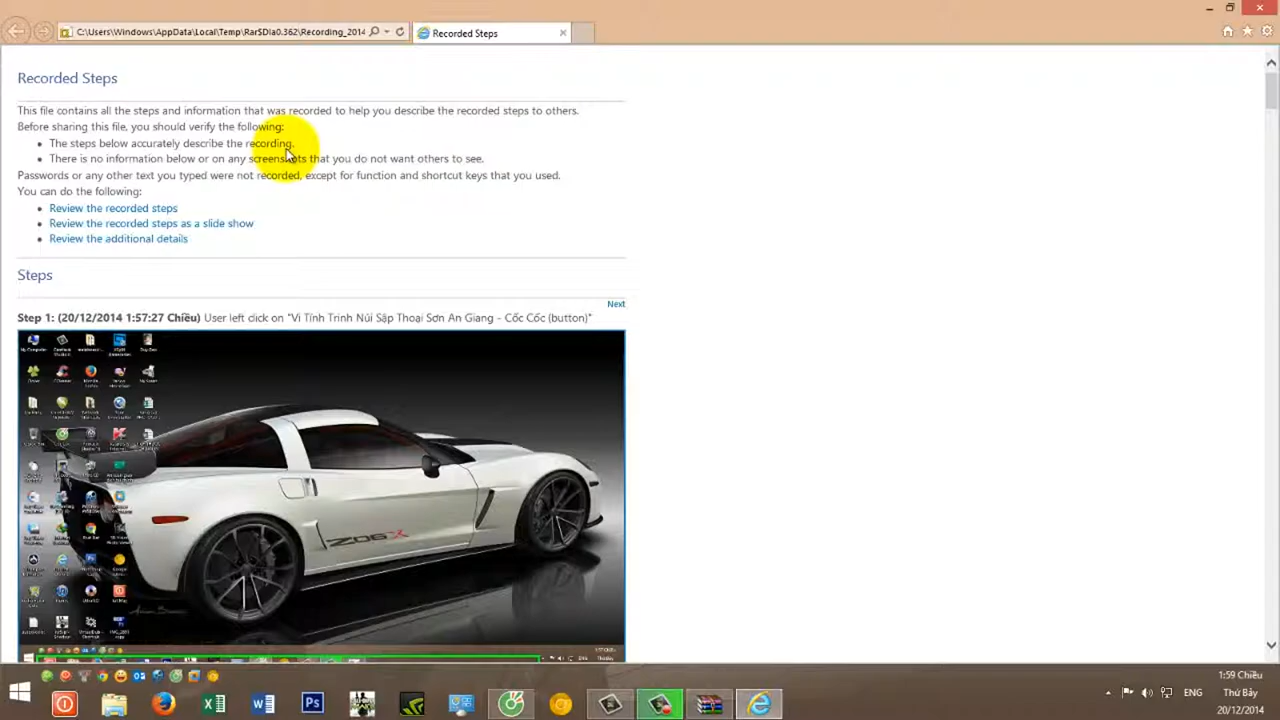 C:\Users\Windows\AppData\Local\Temp\Rar$DIa0.362\Recording_2014
Recorded Steps
Recorded Steps
This file contains all the steps and information that was recorded to help you describe the recorded steps to others.
Before sharing this file, you should verify the following:
The steps below accurately describe the recording.
There is no information below or on any screenshots that you do not want others to see.
Passwords or any other text you typed were not recorded, except for function and shortcut keys that you used.
You can do the following:
Review the recorded steps
Review the recorded steps as a slide show
Review the additional details
Steps
Next
Step 1: (20/12/2014 1:57:27 Chiều) User left click on "Vi Tính Trinh Núi Sập Thoại Sơn An Giang - Cốc Cốc (button)"
My Computer
Z06X
1:59 Chiều
ENG
Thứ Bảy
20/12/2014